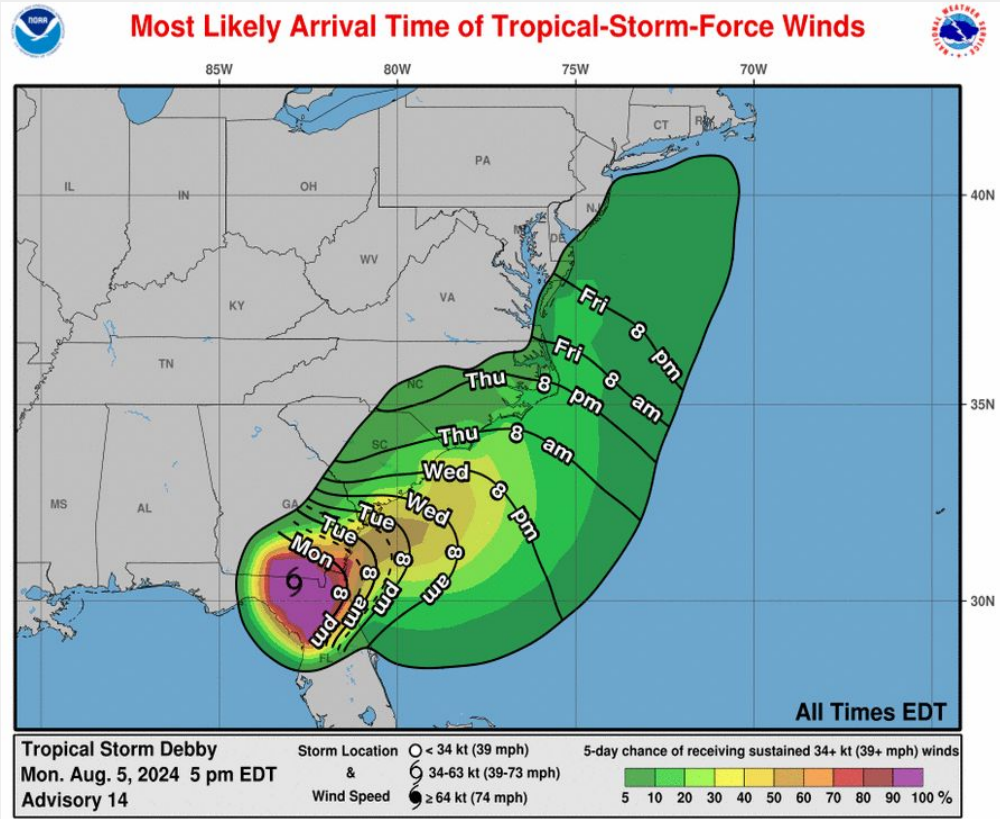 NOAA
Most Likely Arrival Time of Tropical-Storm-Force Winds
NATIONAL WEATHER SERVICE
85W 80W 75W 70W
CT RI
PA
IL IN OH NJ 40N
DE
WV
KY VA
Fri 8 pm
TN Fri 8 am
NC Thu 8 pm 35N
SC Thu 8 am
Wed 8 pm
MS AL GA Wed 8 am
Tue 8 pm
Tue 8 am
Mon 8 pm
30N
FL
All Times EDT
Tropical Storm Debby
Mon. Aug. 5, 2024 5 pm EDT
Advisory 14
Storm Location
&
Wind Speed
< 34 kt (39 mph)
34-63 kt (39-73 mph)
≥ 64 kt (74 mph)
5-day chance of receiving sustained 34+ kt (39+ mph) winds
5 10 20 30 40 50 60 70 80 90 100 %